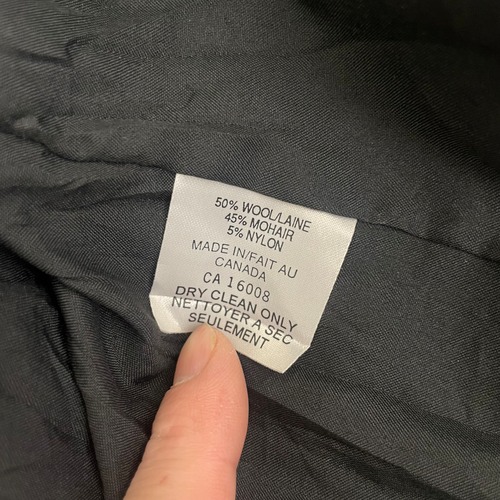 50% WOOL/LAINE
45% MOHAIR
5% NYLON
MADE IN/FAIT AU
CANADA
CA 16008
DRY CLEAN ONLY
NETTOYER A SEC
SEULEMENT